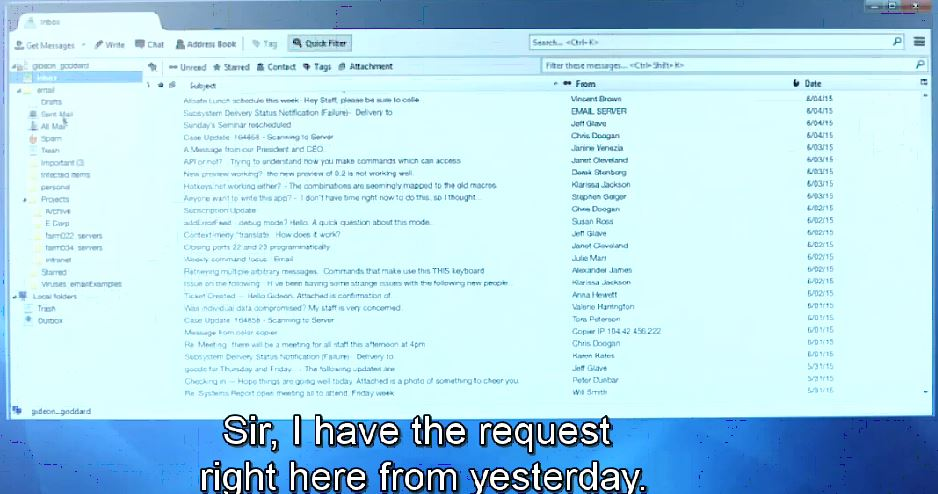 Inbox
Get Messages Write Chat Address Book Tag Quick Filter Search... <Ctrl+K>
gideon_goddard
Unread Starred Contact Tags Attachment Filter these messages... <Ctrl+Shift+K>
Inbox
Subject From Date
email
Drafts
Sent Mail
All Mail
Spam
Trash
Important (3)
Infected Items
personal
Projects
Archive
E Corp
farm022_servers
farm034_servers
intranet
Starred
Viruses_emailExamples
Local folders
Trash
Outbox
Lunch schedule this week: Hey Staff, please be sure to Vincent Brown 6/04/15
Subsystem Delivery Status Notification (Failure)- Delivery to EMAIL SERVER 6/04/15
Sunday's Seminar rescheduled Jeff Glave 6/04/15
Case Update 164858 - Scanning to Server Chris Doogan 6/04/15
A Message from our President and CEO Janine Venezia 6/03/15
API or not? Trying to understand how you make commands which can access Janet Cleveland 6/03/15
New preview working? the new preview of 0.2 is not working well. Derek Stenborg 6/03/15
Hotkeys not working either? - The combinations are seemingly mapped to the old macros Klarissa Jackson 6/03/15
Anyone want to write this app? - I don't have time right now to do this, so I thought... Stephen Geiger 6/03/15
Subscription Update Chris Doogan 6/02/15
debug mode? Hello. A quick question about this mode. Susan Ross 6/02/15
Context-menu "translate. How does it work? Jeff Glave 6/02/15
Closing ports 22 and 23 programmatically Janet Cleveland 6/02/15
Weekly command focus: Email Julie Marr 6/02/15
Retrieving multiple arbitrary messages. Commands that make use this THIS keyboard Alexander James 6/02/15
Issue on the following - I've been having some strange issues with the following new people Klarissa Jackson 6/02/15
Ticket Created -- Hello Gideon. Attached is confirmation of Anna Hewett 6/02/15
Was individual data compromised? My staff is very concerned. Valerie Harrington 6/01/15
Case Update 164858 - Scanning to Server Tom Peterson 6/01/15
Message from color copier Copier IP 104.42.456.222 6/01/15
Re: Meeting: there will be a meeting for all staff this afternoon at 4pm Chris Doogan 6/01/15
Subsystem Delivery Status Notification (Failure)- Delivery to Karen Bates 5/31/15
goods for Thursday and Friday - The following updates are Jeff Glave 5/31/15
Checking in -- Hope things are going well today. Attached is a photo of something to cheer you. Peter Dunbar 5/31/15
Re: Systems Report open meeting all to attend. Friday week Will Smith 5/31/15
gideon_goddard
Sir, I have the request
right here from yesterday.